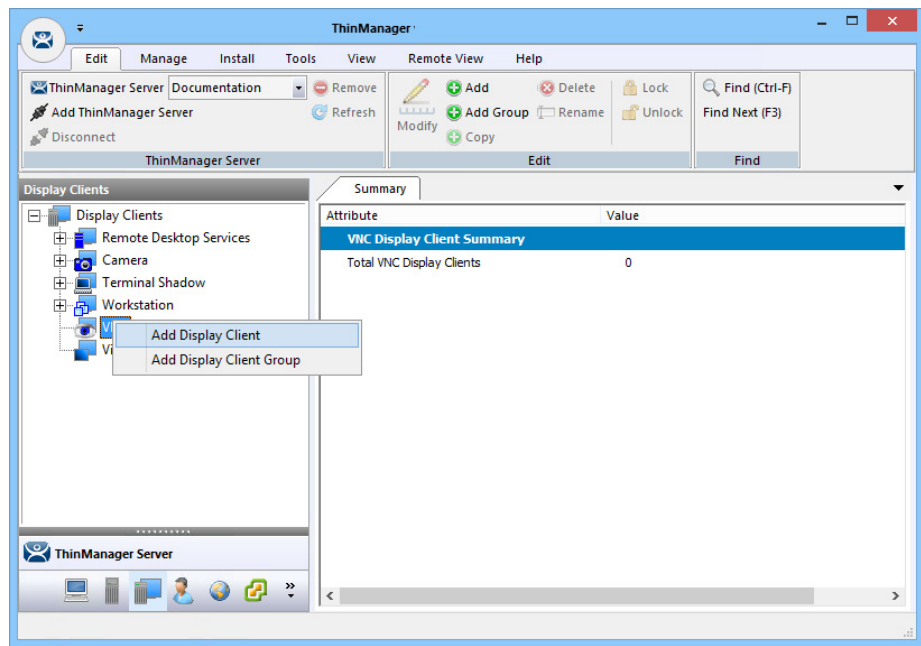 ThinManager
Edit Manage Install Tools View Remote View Help
ThinManager Server Documentation Remove Add Delete Lock Find (Ctrl-F)
Add ThinManager Server Refresh Modify Add Group Rename Unlock Find Next (F3)
Disconnect Copy
ThinManager Server Edit Find
Display Clients Summary
Display Clients Attribute Value
Remote Desktop Services VNC Display Client Summary
Camera Total VNC Display Clients 0
Terminal Shadow
Workstation
Add Display Client
Add Display Client Group
ThinManager Server